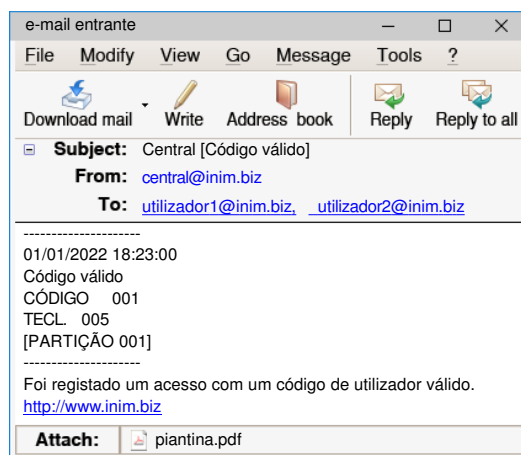 e-mail entrante
File Modify View Go Message Tools ?
Download mail Write Address book Reply Reply to all
Subject: Central [Código válido]
From: central@inim.biz
To: utilizador1@inim.biz, utilizador2@inim.biz
---------------------
01/01/2022 18:23:00
Código válido
CÓDIGO 001
TECL. 005
[PARTIÇÃO 001]
---------------------
Foi registado um acesso com um código de utilizador válido.
http://www.inim.biz
Attach: piantina.pdf